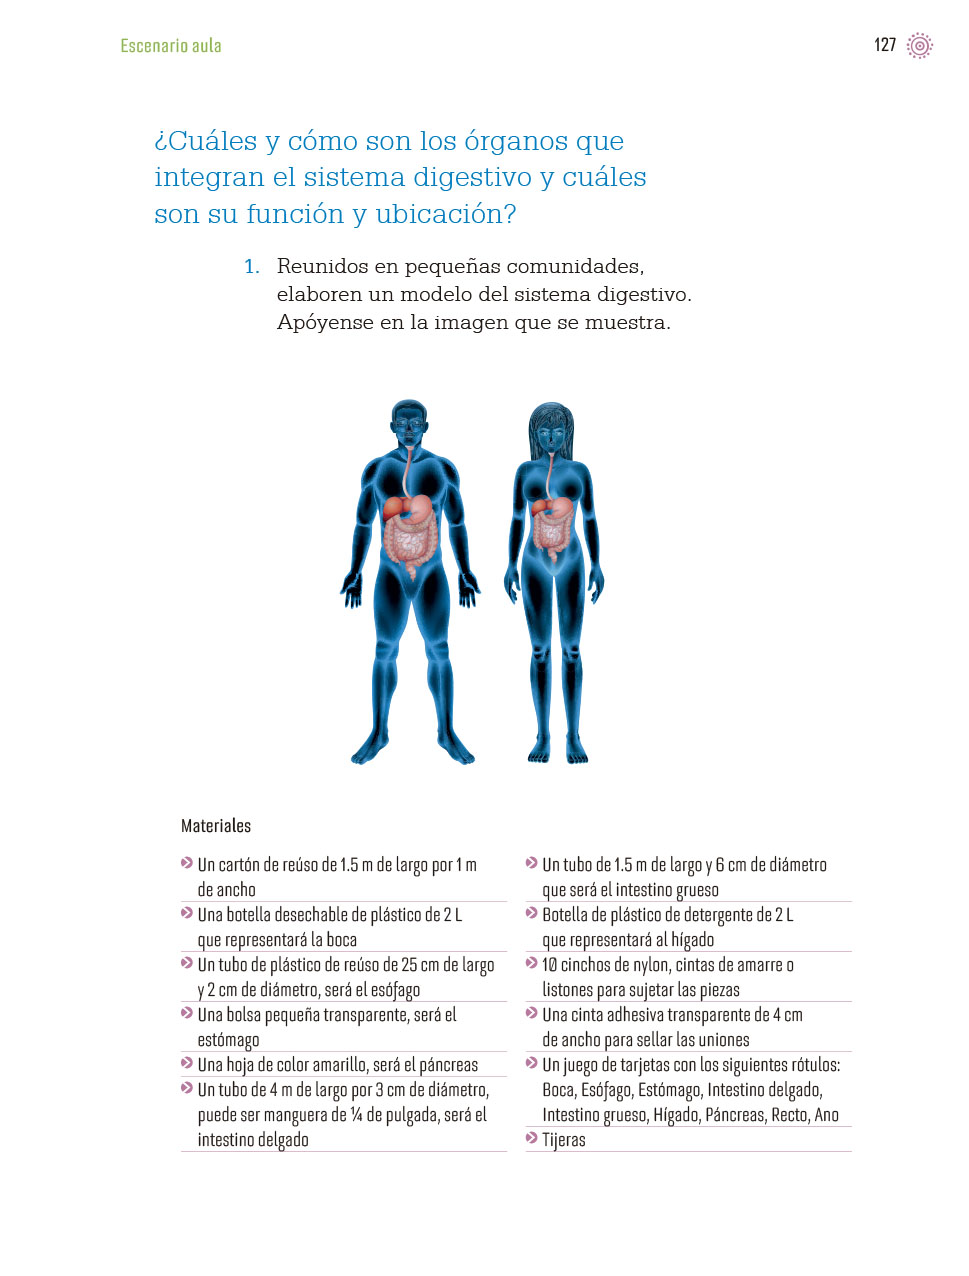 Escenario aula
127
¿Cuáles y cómo son los órganos que
integran el sistema digestivo y cuáles
son su función y ubicación?
1. Reunidos en pequeñas comunidades,
elaboren un modelo del sistema digestivo.
Apóyense en la imagen que se muestra.
Materiales
Un cartón de reúso de 1.5 m de largo por 1 m
de ancho
Una botella desechable de plástico de 2 L
que representará la boca
Un tubo de plástico de reúso de 25 cm de largo
y 2 cm de diámetro, será el esófago
Una bolsa pequeña transparente, será el
estómago
Una hoja de color amarillo, será el páncreas
Un tubo de 4 m de largo por 3 cm de diámetro,
puede ser manguera de ¼ de pulgada, será el
intestino delgado
Un tubo de 1.5 m de largo y 6 cm de diámetro
que será el intestino grueso
Botella de plástico de detergente de 2 L
que representará al hígado
10 cinchos de nylon, cintas de amarre o
listones para sujetar las piezas
Una cinta adhesiva transparente de 4 cm
de ancho para sellar las uniones
Un juego de tarjetas con los siguientes rótulos:
Boca, Esófago, Estómago, Intestino delgado,
Intestino grueso, Hígado, Páncreas, Recto, Ano
Tijeras